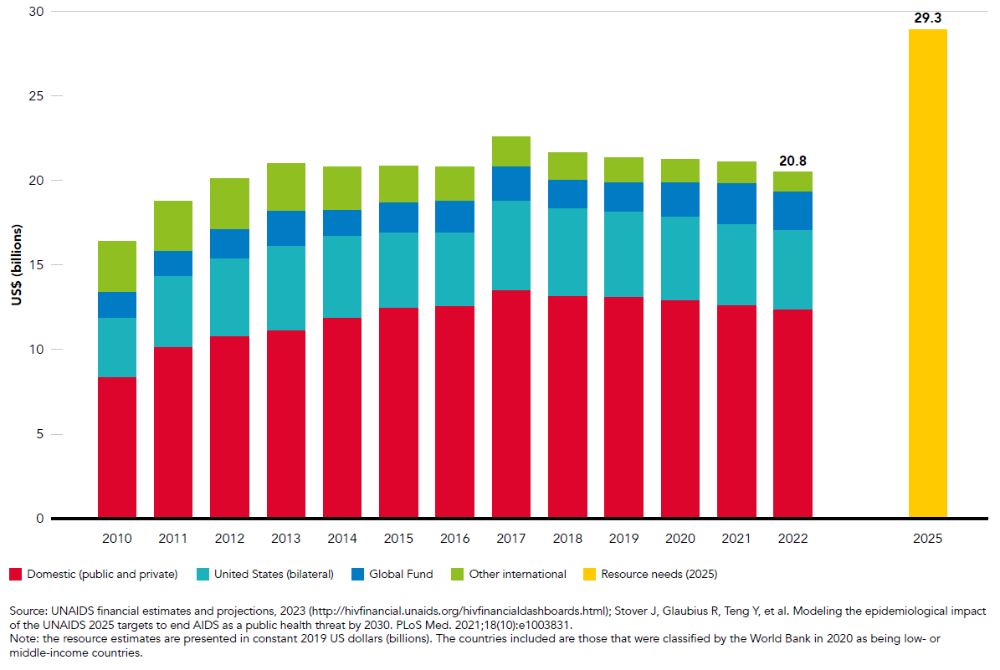 30
29.3
25
20.8
20
15
10
5
0
US$ (billions)
2010 2011 2012 2013 2014 2015 2016 2017 2018 2019 2020 2021 2022 2025
Domestic (public and private) United States (bilateral) Global Fund Other international Resource needs (2025)
Source: UNAIDS financial estimates and projections, 2023 (http://hivfinancial.unaids.org/hivfinancialdashboards.html); Stover J, Glaubius R, Teng Y, et al. Modeling the epidemiological impact
of the UNAIDS 2025 targets to end AIDS as a public health threat by 2030. PLoS Med. 2021;18(10):e1003831.
Note: the resource estimates are presented in constant 2019 US dollars (billions). The countries included are those that were classified by the World Bank in 2020 as being low- or
middle-income countries.